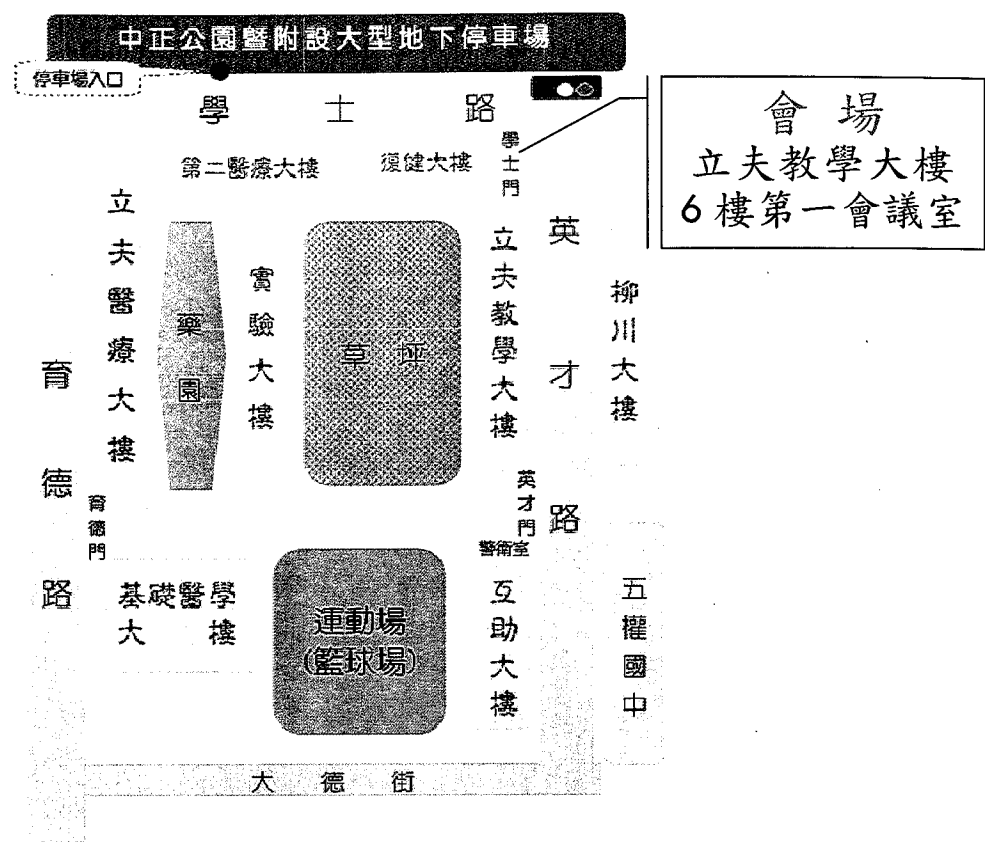 中正公園暨附設大型地下停車場
停車場入口
學士路
會場
立夫教學大樓
6樓第一會議室
學士門
第二醫療大樓
復健大樓
立夫醫療大樓
藥園
實驗大樓
草坪
立夫教學大樓
英才路
柳川大樓
育德路
育德門
英才門
警衛室
基礎醫學
大樓
運動場
(籃球場)
互助大樓
五權國中
大德街